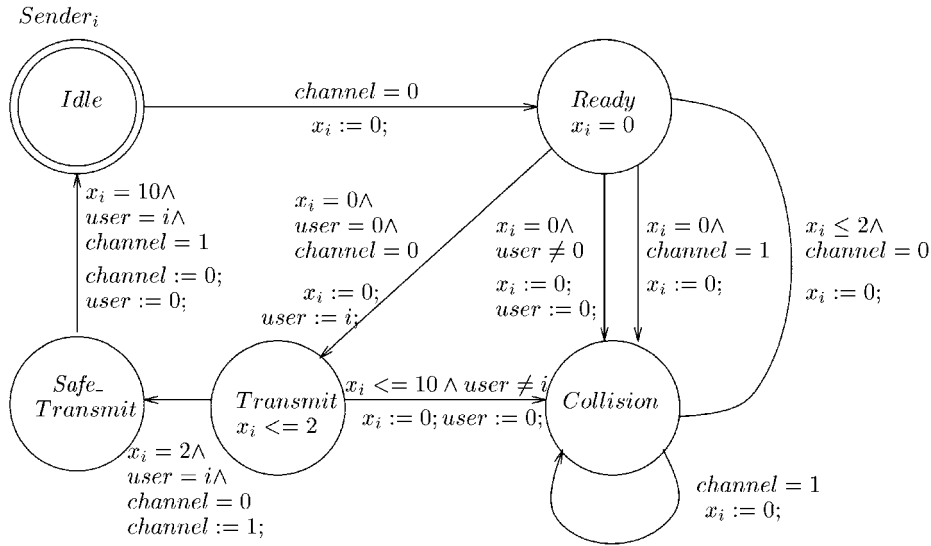 Sender_i
Idle
channel = 0
x_i := 0;
Ready
x_i = 0
x_i = 10∧
user = i∧
channel = 1
channel := 0;
user := 0;
x_i = 0∧
user = 0∧
channel = 0
x_i := 0;
user := i;
x_i = 0∧
user ≠ 0
x_i := 0;
user := 0;
x_i = 0∧
channel = 1
x_i := 0;
x_i ≤ 2∧
channel = 0
x_i := 0;
Safe_
Transmit
Transmit
x_i <= 2
x_i <= 10 ∧ user ≠ i
x_i := 0; user := 0;
Collision
x_i = 2∧
user = i∧
channel = 0
channel := 1;
channel = 1
x_i := 0;